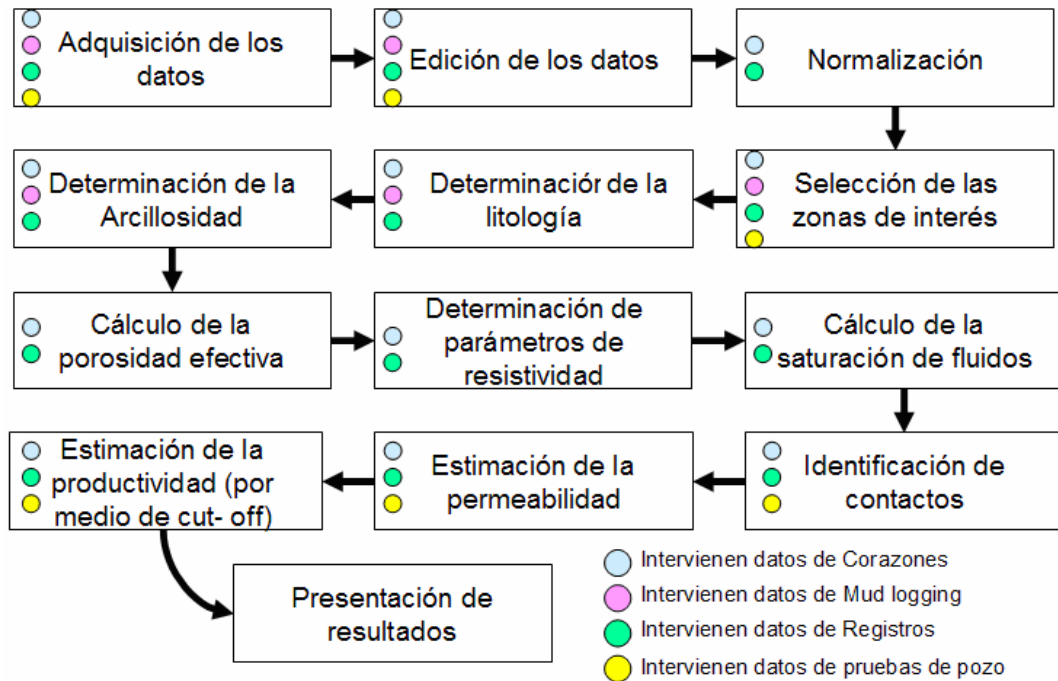 Adquisición de los
datos
Edición de los datos
Normalización
Determinación de la
Arcillosidad
Determinación de la
litología
Selección de las
zonas de interés
Cálculo de la
porosidad efectiva
Determinación de
parámetros de
resistividad
Cálculo de la
saturación de fluidos
Estimación de la
productividad (por
medio de cut- off)
Estimación de la
permeabilidad
Identificación de
contactos
Presentación de
resultados
Intervienen datos de Corazones
Intervienen datos de Mud logging
Intervienen datos de Registros
Intervienen datos de pruebas de pozo